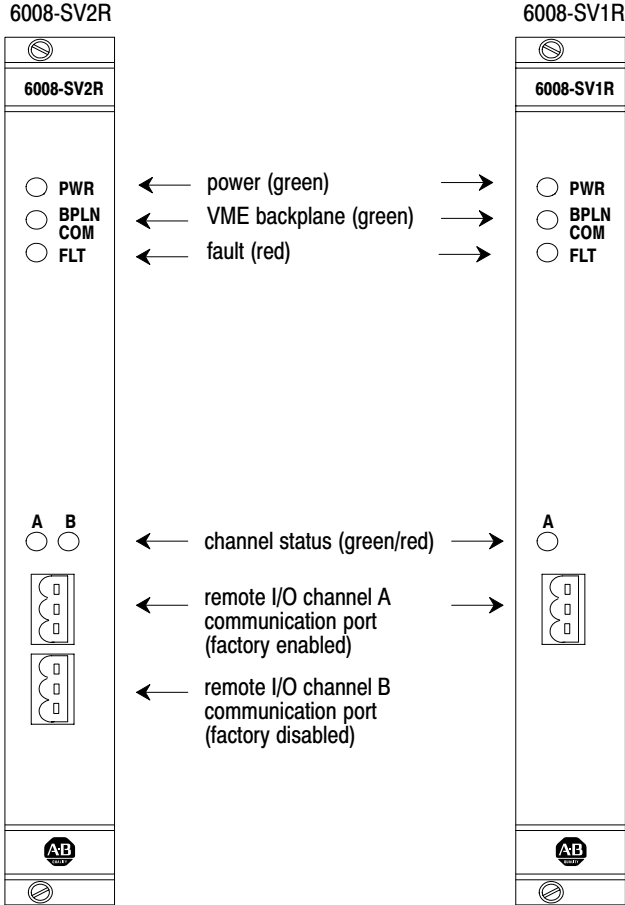 6008-SV2R
6008-SV1R
6008-SV2R
6008-SV1R
PWR
power (green)
PWR
BPLN
COM
VME backplane (green)
BPLN
COM
FLT
fault (red)
FLT
A B
channel status (green/red)
A
remote I/O channel A
communication port
(factory enabled)
remote I/O channel B
communication port
(factory disabled)
A-B
QUALITY
A-B
QUALITY